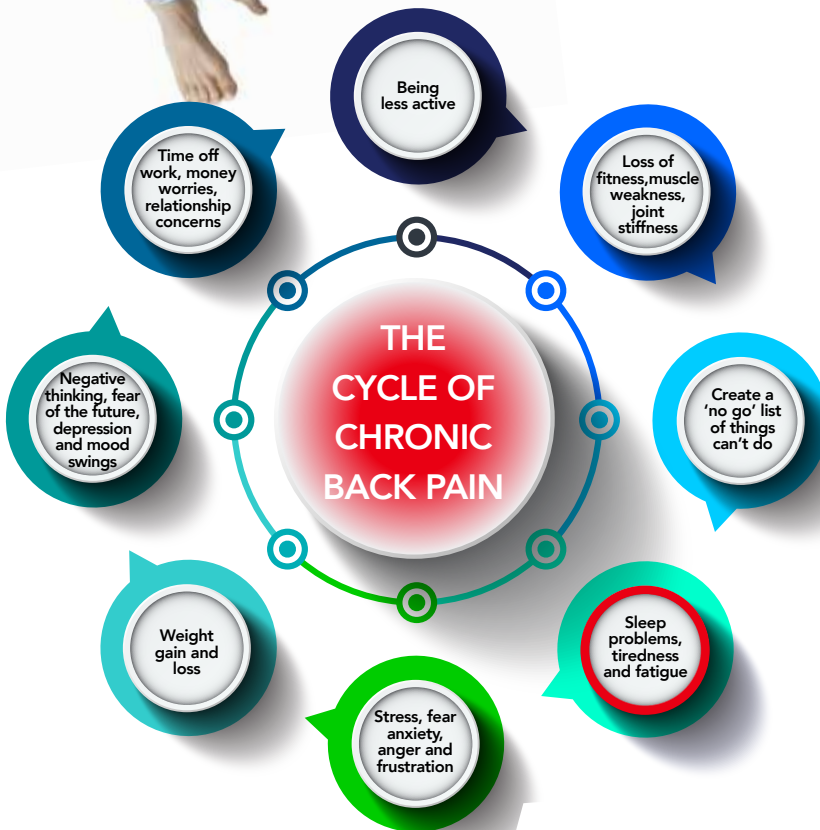 Being
less active
Loss of
fitness,muscle
weakness,
joint
stiffness
Create a
‘no go’ list
of things
can’t do
Sleep
problems,
tiredness
and fatigue
Stress, fear
anxiety,
anger and
frustration
Weight
gain and
loss
Negative
thinking, fear
of the future,
depression
and mood
swings
Time off
work, money
worries,
relationship
concerns
THE
CYCLE OF
CHRONIC
BACK PAIN